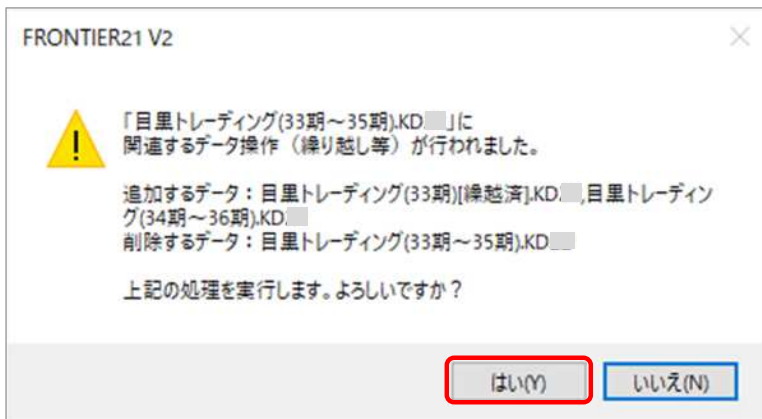 FRONTIER21 V2
「目里トレーディング(33期～35期).KD 」に
関連するデータ操作（繰り越し等）が行われました。
追加するデータ：目里トレーディング(33期)[繰越済].KD ,目里トレーディン
グ(34期～36期).KD
削除するデータ：目里トレーディング(33期～35期).KD
上記の処理を実行します。よろしいですか？
はい(Y)
いいえ(N)